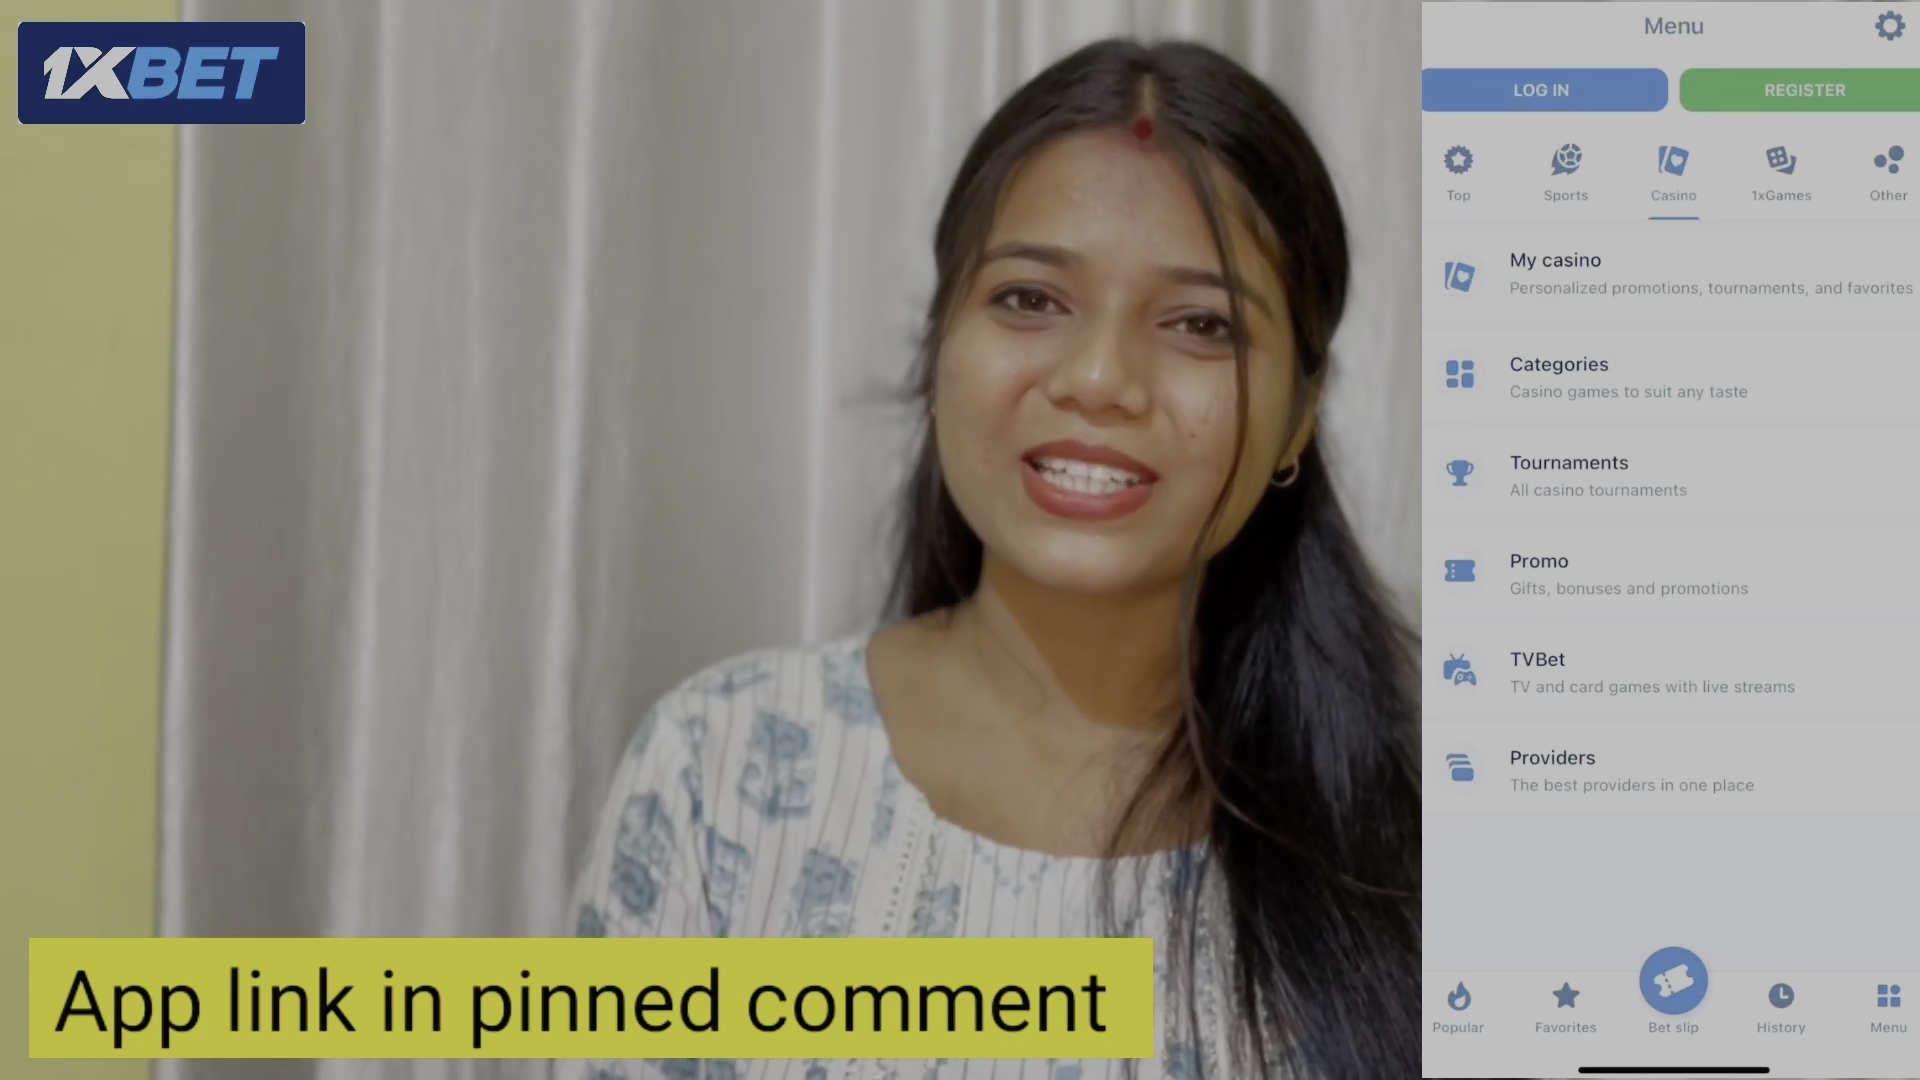 1XBET
Menu
LOG IN
REGISTER
Top
Sports
Casino
1xGames
Other
My casino
Personalized promotions, tournaments, and favorites
Categories
Casino games to suit any taste
Tournaments
All casino tournaments
Promo
Gifts, bonuses and promotions
TVBet
TV and card games with live streams
Providers
The best providers in one place
App link in pinned comment
Popular
Favorites
Bet slip
History
Menu